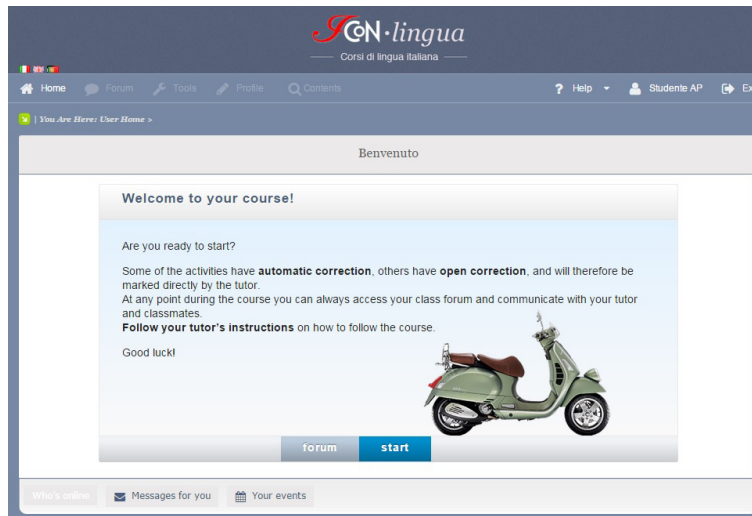 ICoN·lingua
Corsi di lingua italiana
Home Forum Tools Profile Contents ? Help Studente AP Ex
| You Are Here: User Home >
Benvenuto
Welcome to your course!
Are you ready to start?
Some of the activities have automatic correction, others have open correction, and will therefore be
marked directly by the tutor.
At any point during the course you can always access your class forum and communicate with your tutor
and classmates.
Follow your tutor's instructions on how to follow the course.
Good luck!
forum start
Who's online Messages for you Your events